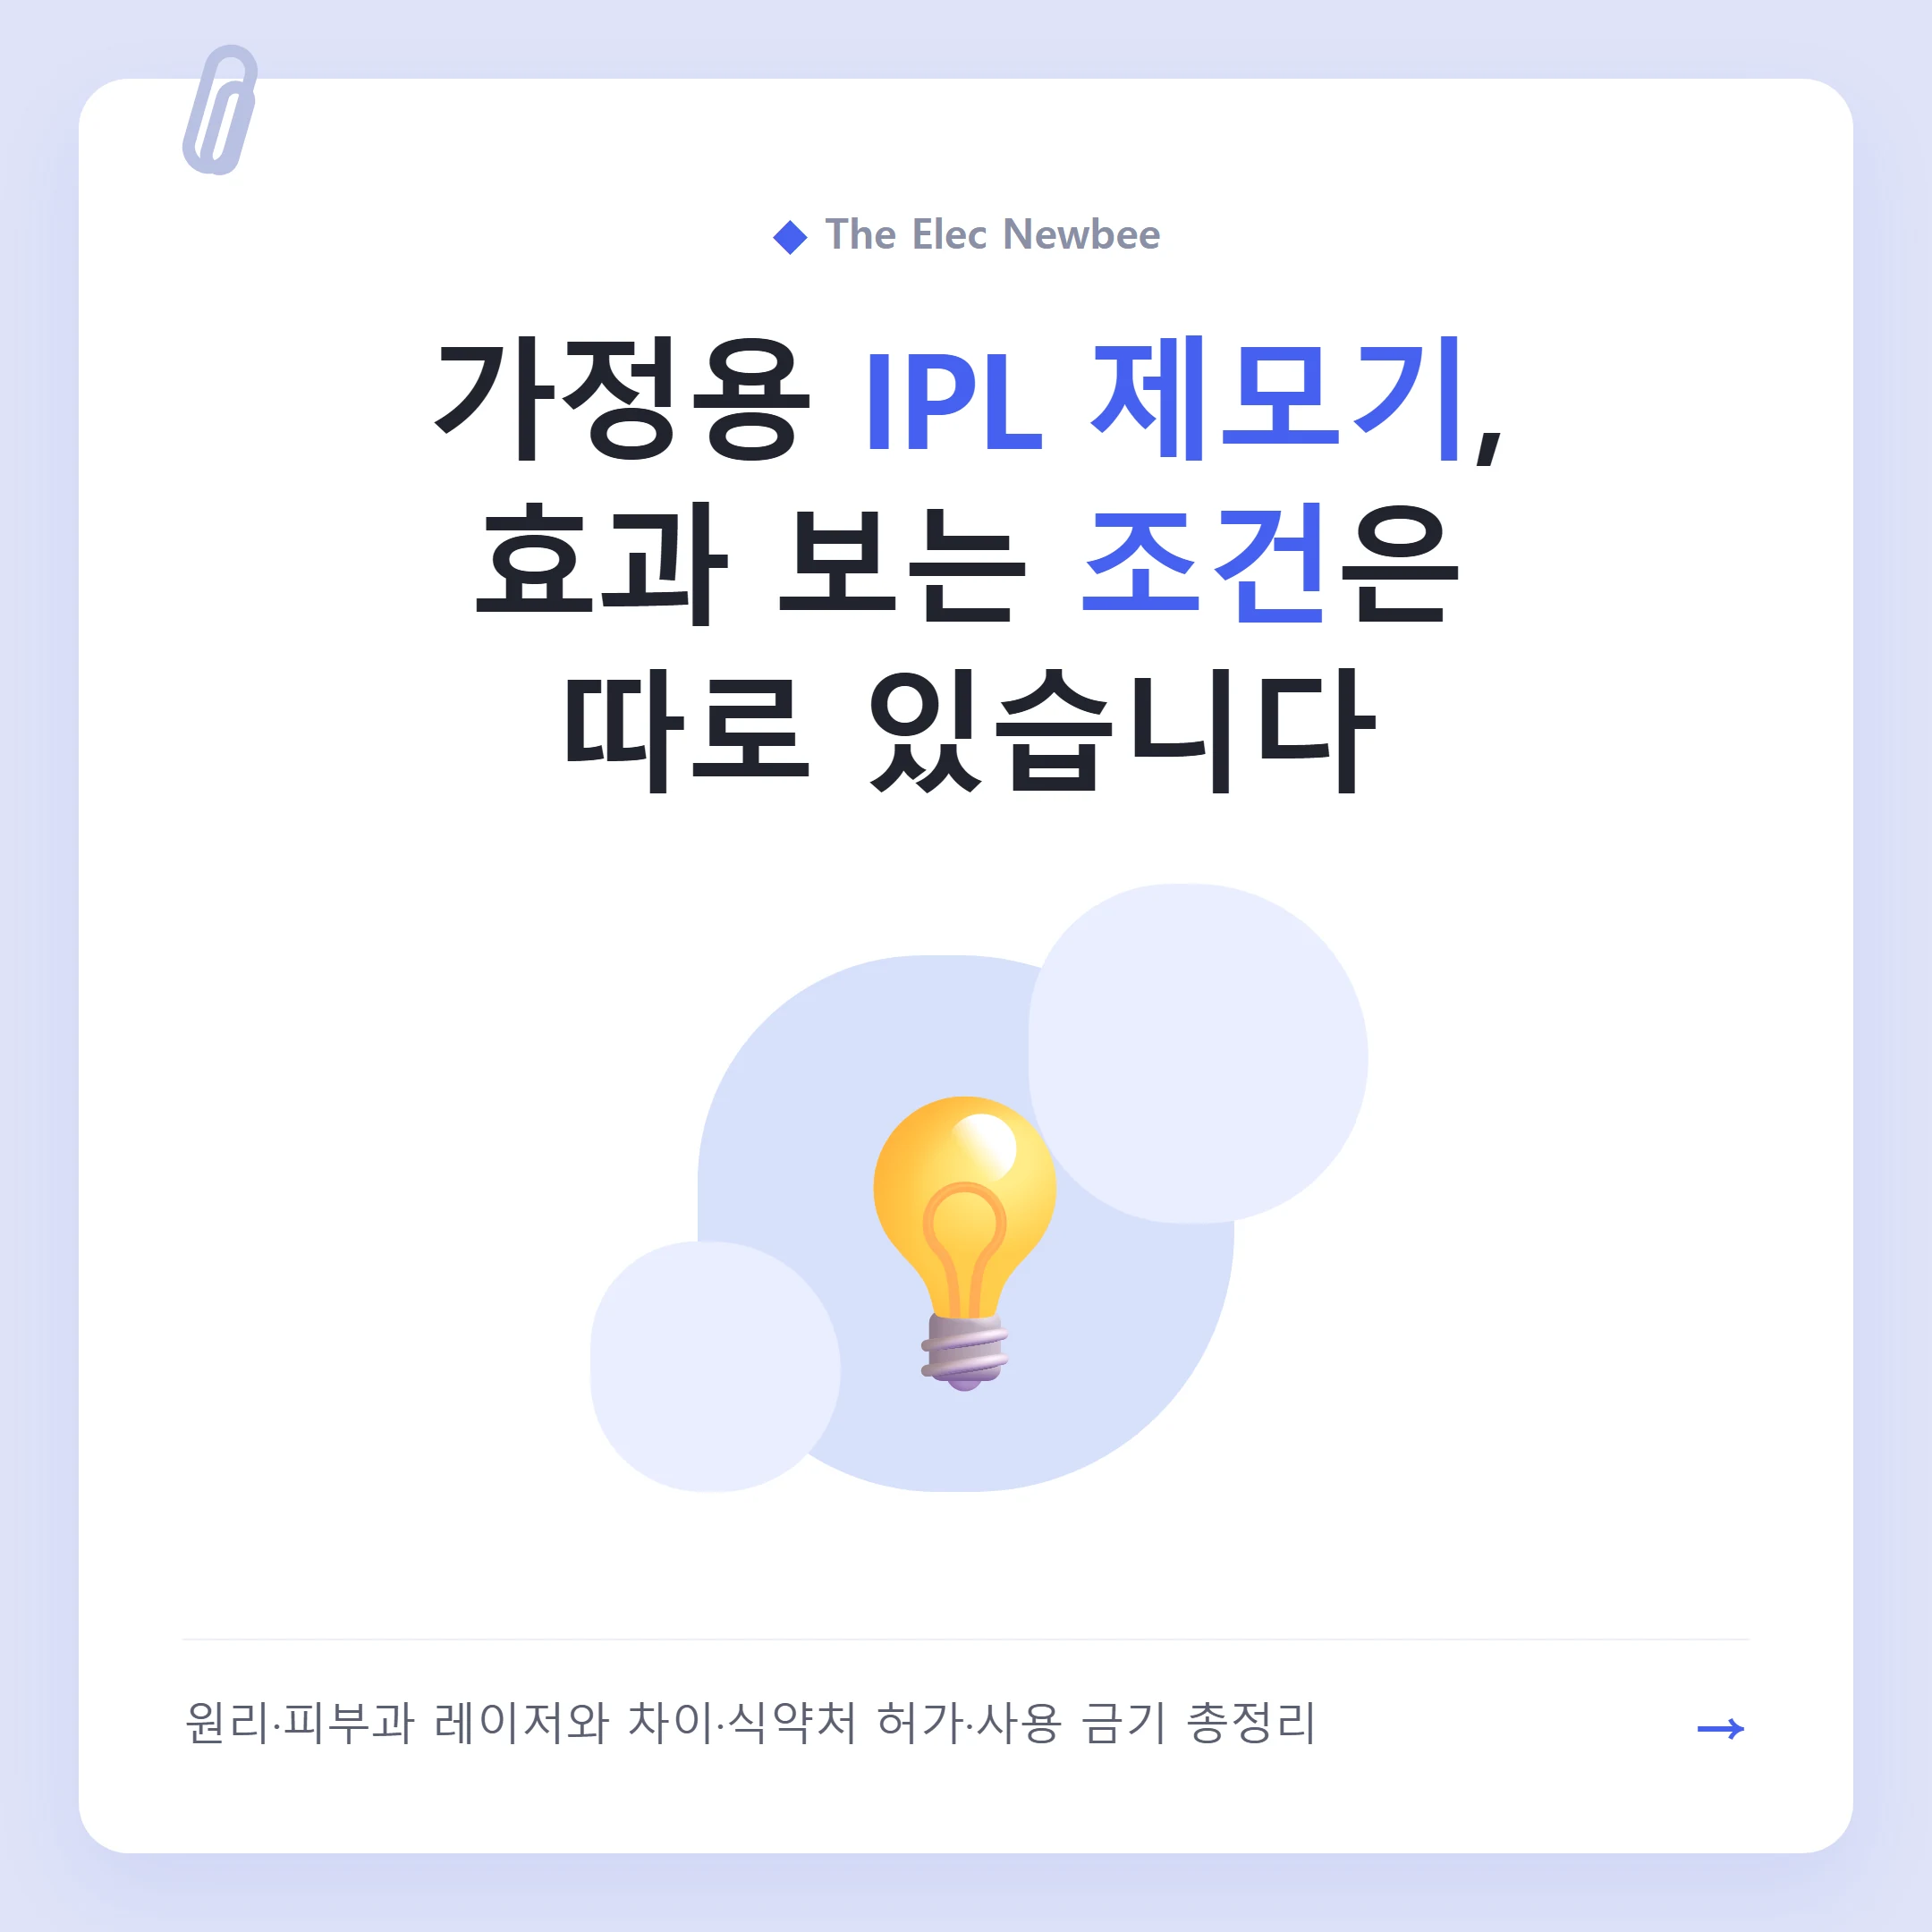 ◆ The Elec Newbee
가정용 IPL 제모기,
효과 보는 조건은
따로 있습니다
원리·피부과 레이저와 차이·식약처 허가·사용 금기 총정리 →